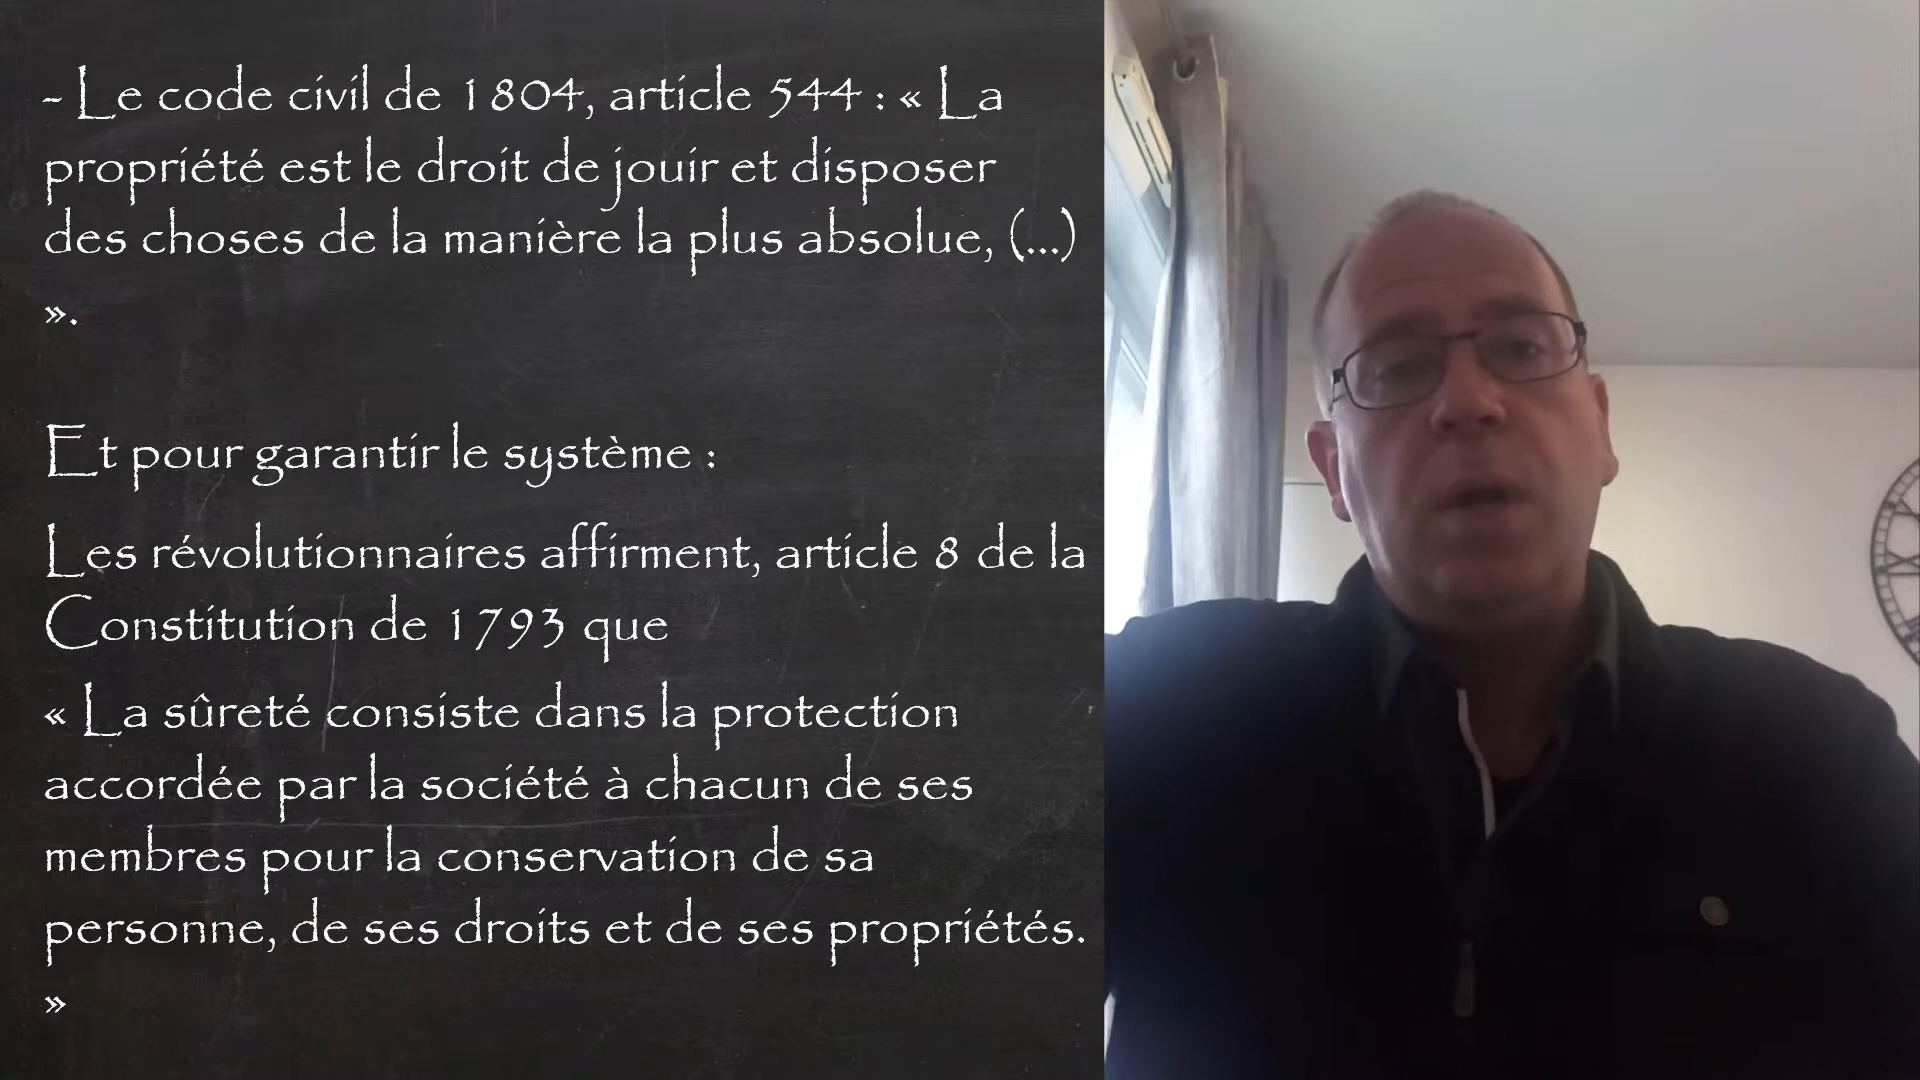 - Le code civil de 1804, article 544 : « La
propriété est le droit de jouir et disposer
des choses de la manière la plus absolue, (...)
».
Et pour garantir le système :
Les révolutionnaires affirment, article 8 de la
Constitution de 1793 que
« La sûreté consiste dans la protection
accordée par la société à chacun de ses
membres pour la conservation de sa
personne, de ses droits et de ses propriétés.
»